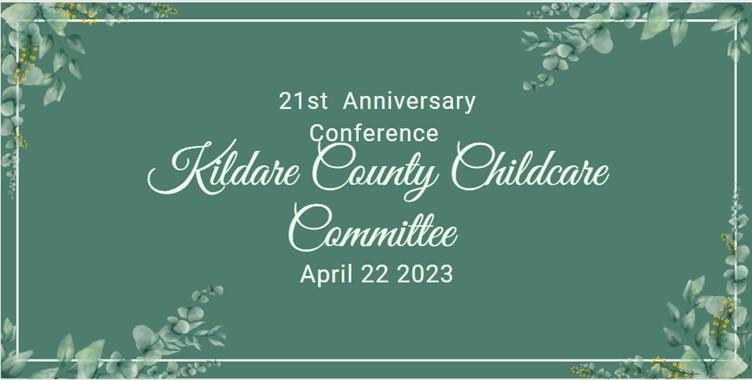 21st Anniversary
Conference
Kildare County Childcare
Committee
April 22 2023